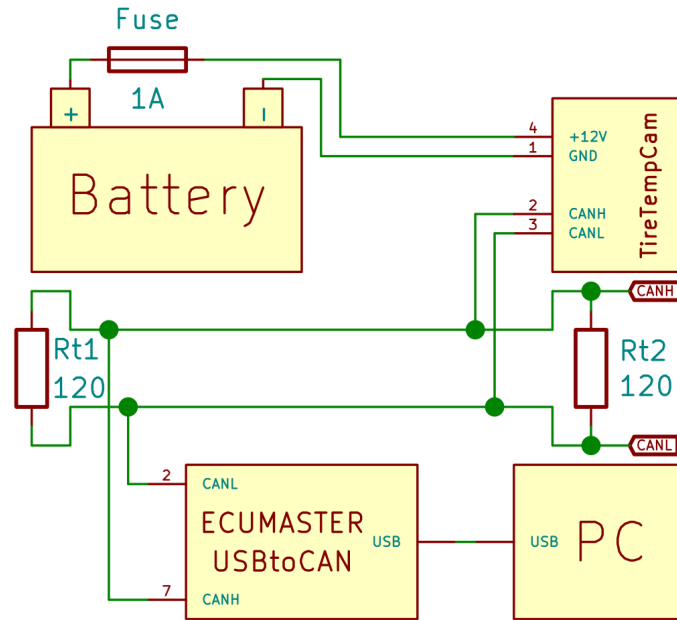 Fuse
1A
+ −
Battery
4 +12V
1 GND
2 CANH
3 CANL
TireTempCam
CANH
Rt1
120
Rt2
120
CANL
2 CANL
ECUMASTER
USBtoCAN
USB
7 CANH
USB
PC